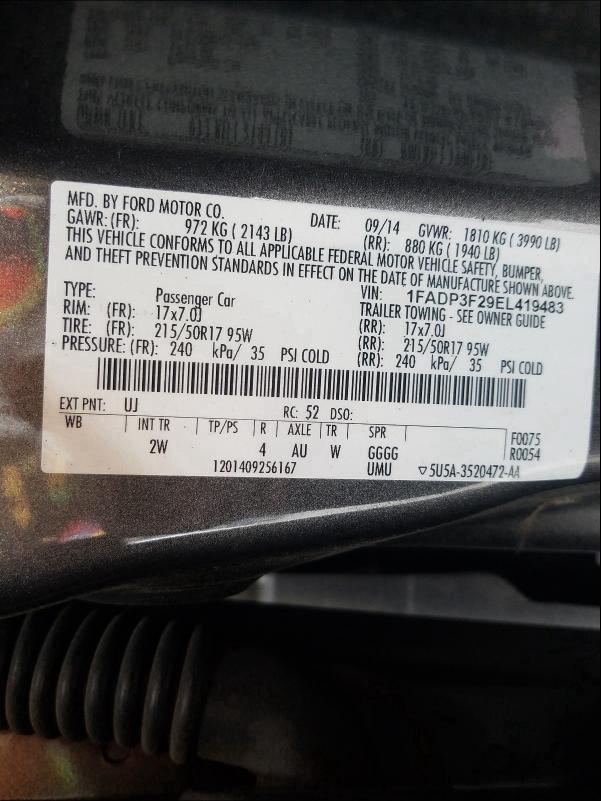 MFD. BY FORD MOTOR CO. DATE: 09/14 GVWR: 1810 KG ( 3990 LB)
GAWR:(FR): 972 KG ( 2143 LB) (RR): 880 KG ( 1940 LB)
THIS VEHICLE CONFORMS TO ALL APPLICABLE FEDERAL MOTOR VEHICLE SAFETY, BUMPER,
AND THEFT PREVENTION STANDARDS IN EFFECT ON THE DATE OF MANUFACTURE SHOWN ABOVE.
VIN: 1FADP3F29EL419483
TYPE: Passenger Car TRAILER TOWING - SEE OWNER GUIDE
RIM: (FR): 17x7.0J (RR): 17x7.0J
TIRE: (FR): 215/50R17 95W (RR): 215/50R17 95W
PRESSURE: (FR): 240 kPa/ 35 PSI COLD (RR): 240 kPa/ 35 PSI COLD
EXT PNT: UJ RC: 52 DSO:
WB INT TR TP/PS R AXLE TR SPR F0075
2W 4 AU W GGGG R0054
1201409256167 UMU ▽5U5A-3520472-AA